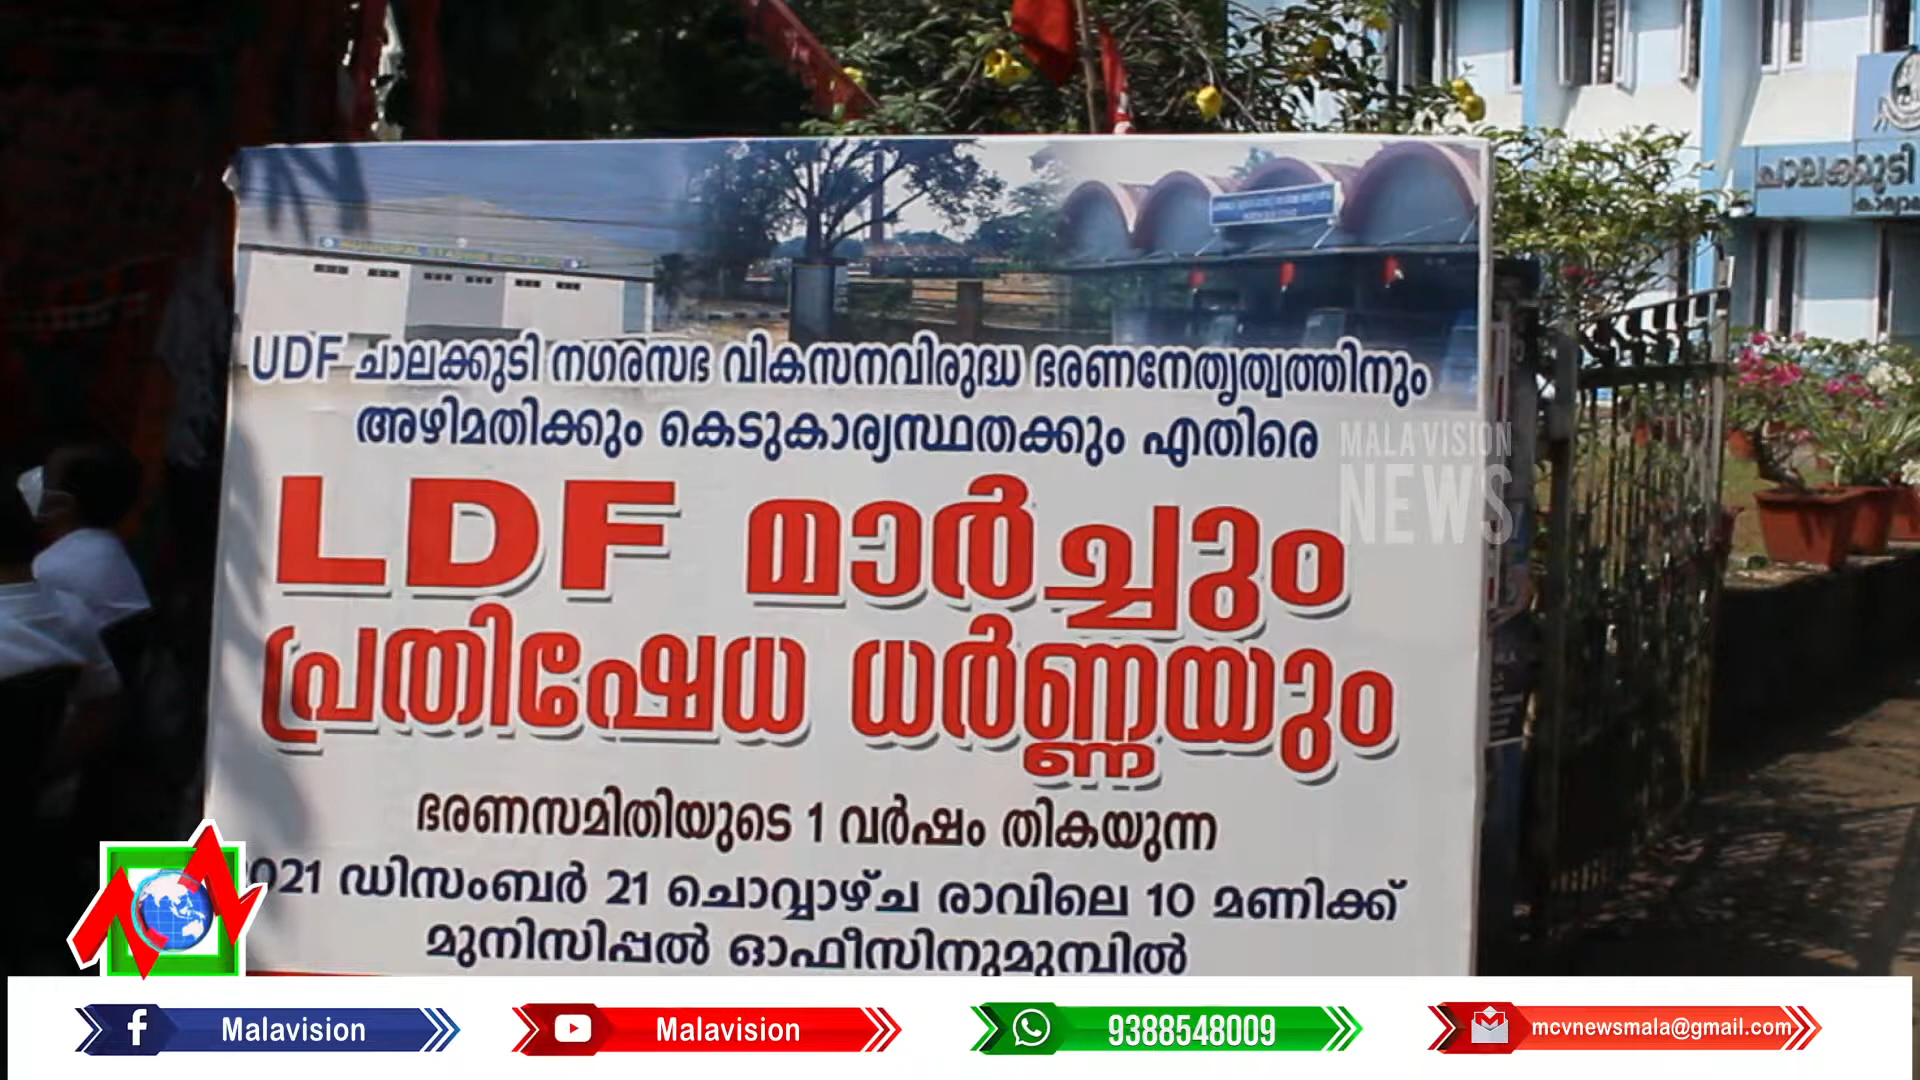 ചാലക്കുടി
UDF ചാലക്കുടി നഗരസഭ വികസനവിരുദ്ധ ഭരണനേതൃത്വത്തിനും
അഴിമതിക്കും കെടുകാര്യസ്ഥതക്കും എതിരെ
MALA VISION
NEWS
LDF മാർച്ചും
പ്രതിഷേധ ധർണ്ണയും
ഭരണസമിതിയുടെ 1 വർഷം തികയുന്ന
2021 ഡിസംബർ 21 ചൊവ്വാഴ്ച രാവിലെ 10 മണിക്ക്
മുനിസിപ്പൽ ഓഫീസിനുമുമ്പിൽ
Malavision
Malavision
9388548009
mcvnewsmala@gmail.com